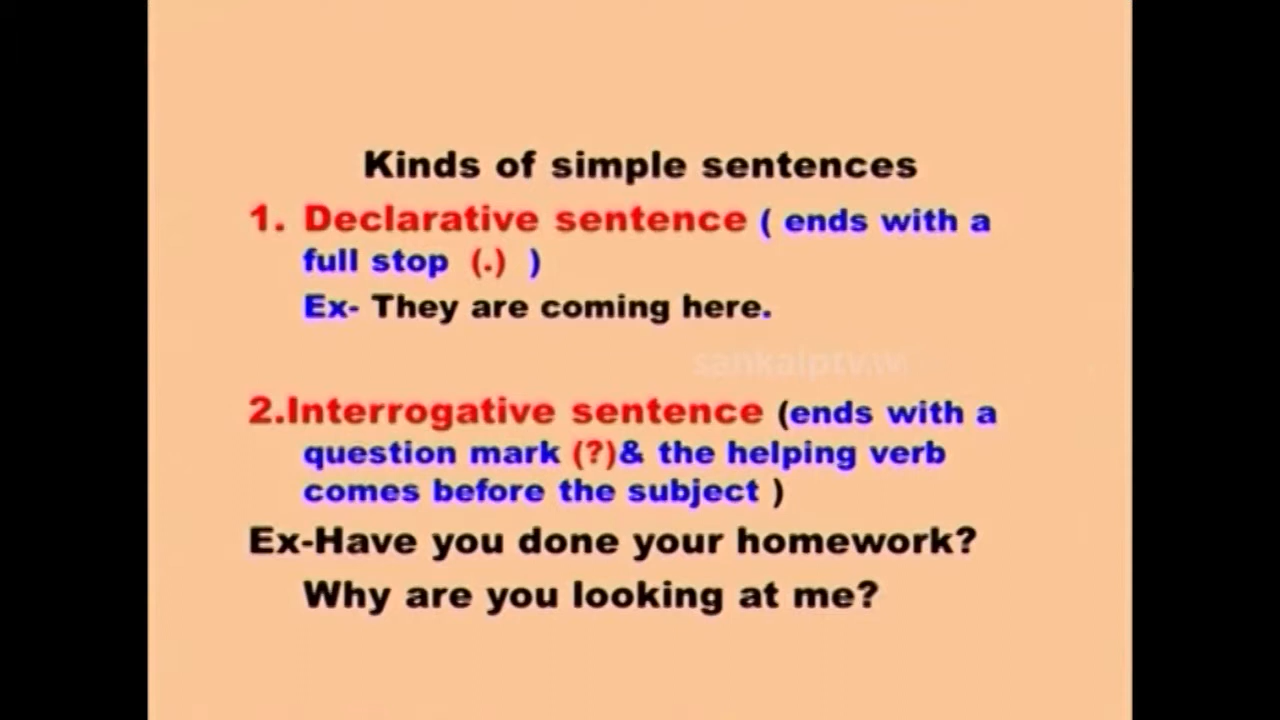 Kinds of simple sentences
1. Declarative sentence ( ends with a
full stop (.) )
Ex- They are coming here.
2.Interrogative sentence (ends with a
question mark (?)& the helping verb
comes before the subject )
Ex-Have you done your homework?
Why are you looking at me?